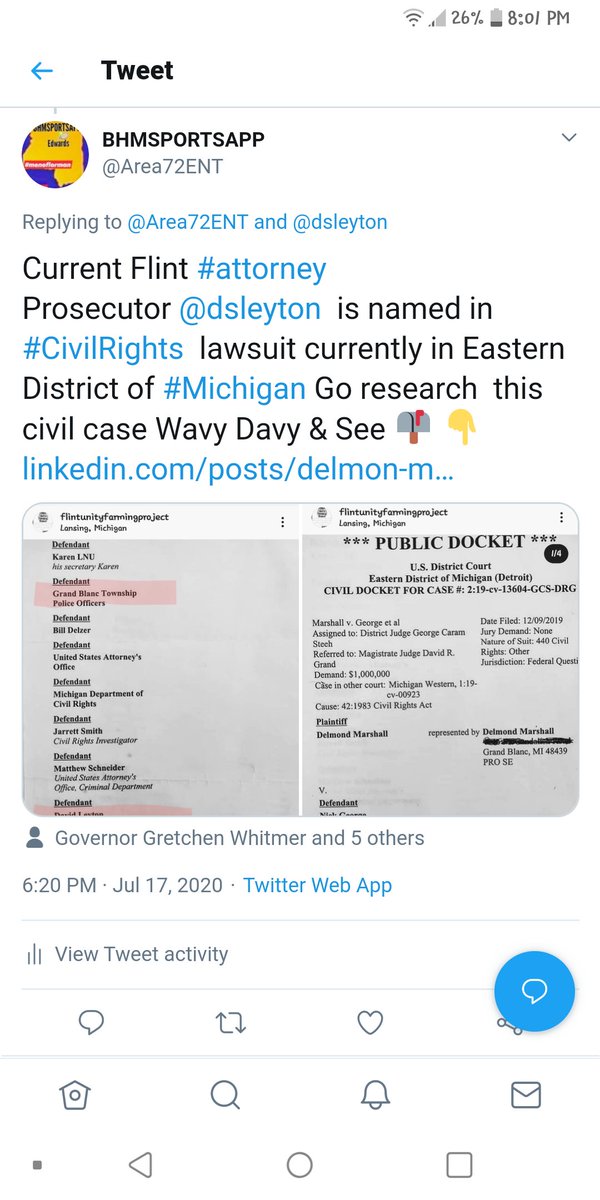 26% 8:01 PM
Tweet
BHMSPORTSAPP
@Area72ENT
Edwards
Replying to @Area72ENT and @dsleyton
Current Flint #attorney
Prosecutor @dsleyton is named in
#CivilRights lawsuit currently in Eastern
District of #Michigan Go research this
civil case Wavy Davy & See
linkedin.com/posts/delmon-m…
flintunityfarmingproject
Lansing, Michigan
Defendant
Karen LNU
his secretary Karen
Defendant
Grand Blanc Township
Police Officers
Defendant
Bill Delzer
Defendant
United States Attorney's
Office
Defendant
Michigan Department of
Civil Rights
Defendant
Jarrett Smith
Civil Rights Investigator
Defendant
Matthew Schneider
United States Attorney's
Office, Criminal Department
Defendant
David Leyton
flintunityfarmingproject
Lansing, Michigan
*** PUBLIC DOCKET ***
1/4
U.S. District Court
Eastern District of Michigan (Detroit)
CIVIL DOCKET FOR CASE #: 2:19-cv-13604-GCS-DRG
Marshall v. George et al
Assigned to: District Judge George Caram
Steeh
Referred to: Magistrate Judge David R.
Grand
Demand: $1,000,000
Case in other court: Michigan Western, 1:19-
cv-00923
Cause: 42:1983 Civil Rights Act
Date Filed: 12/09/2019
Jury Demand: None
Nature of Suit: 440 Civil
Rights: Other
Jurisdiction: Federal Questi
Plaintiff
Delmond Marshall
represented by Delmond Marshall
Grand Blanc, MI 48439
PRO SE
V.
Defendant
Nick George
Governor Gretchen Whitmer and 5 others
6:20 PM · Jul 17, 2020 · Twitter Web App
View Tweet activity